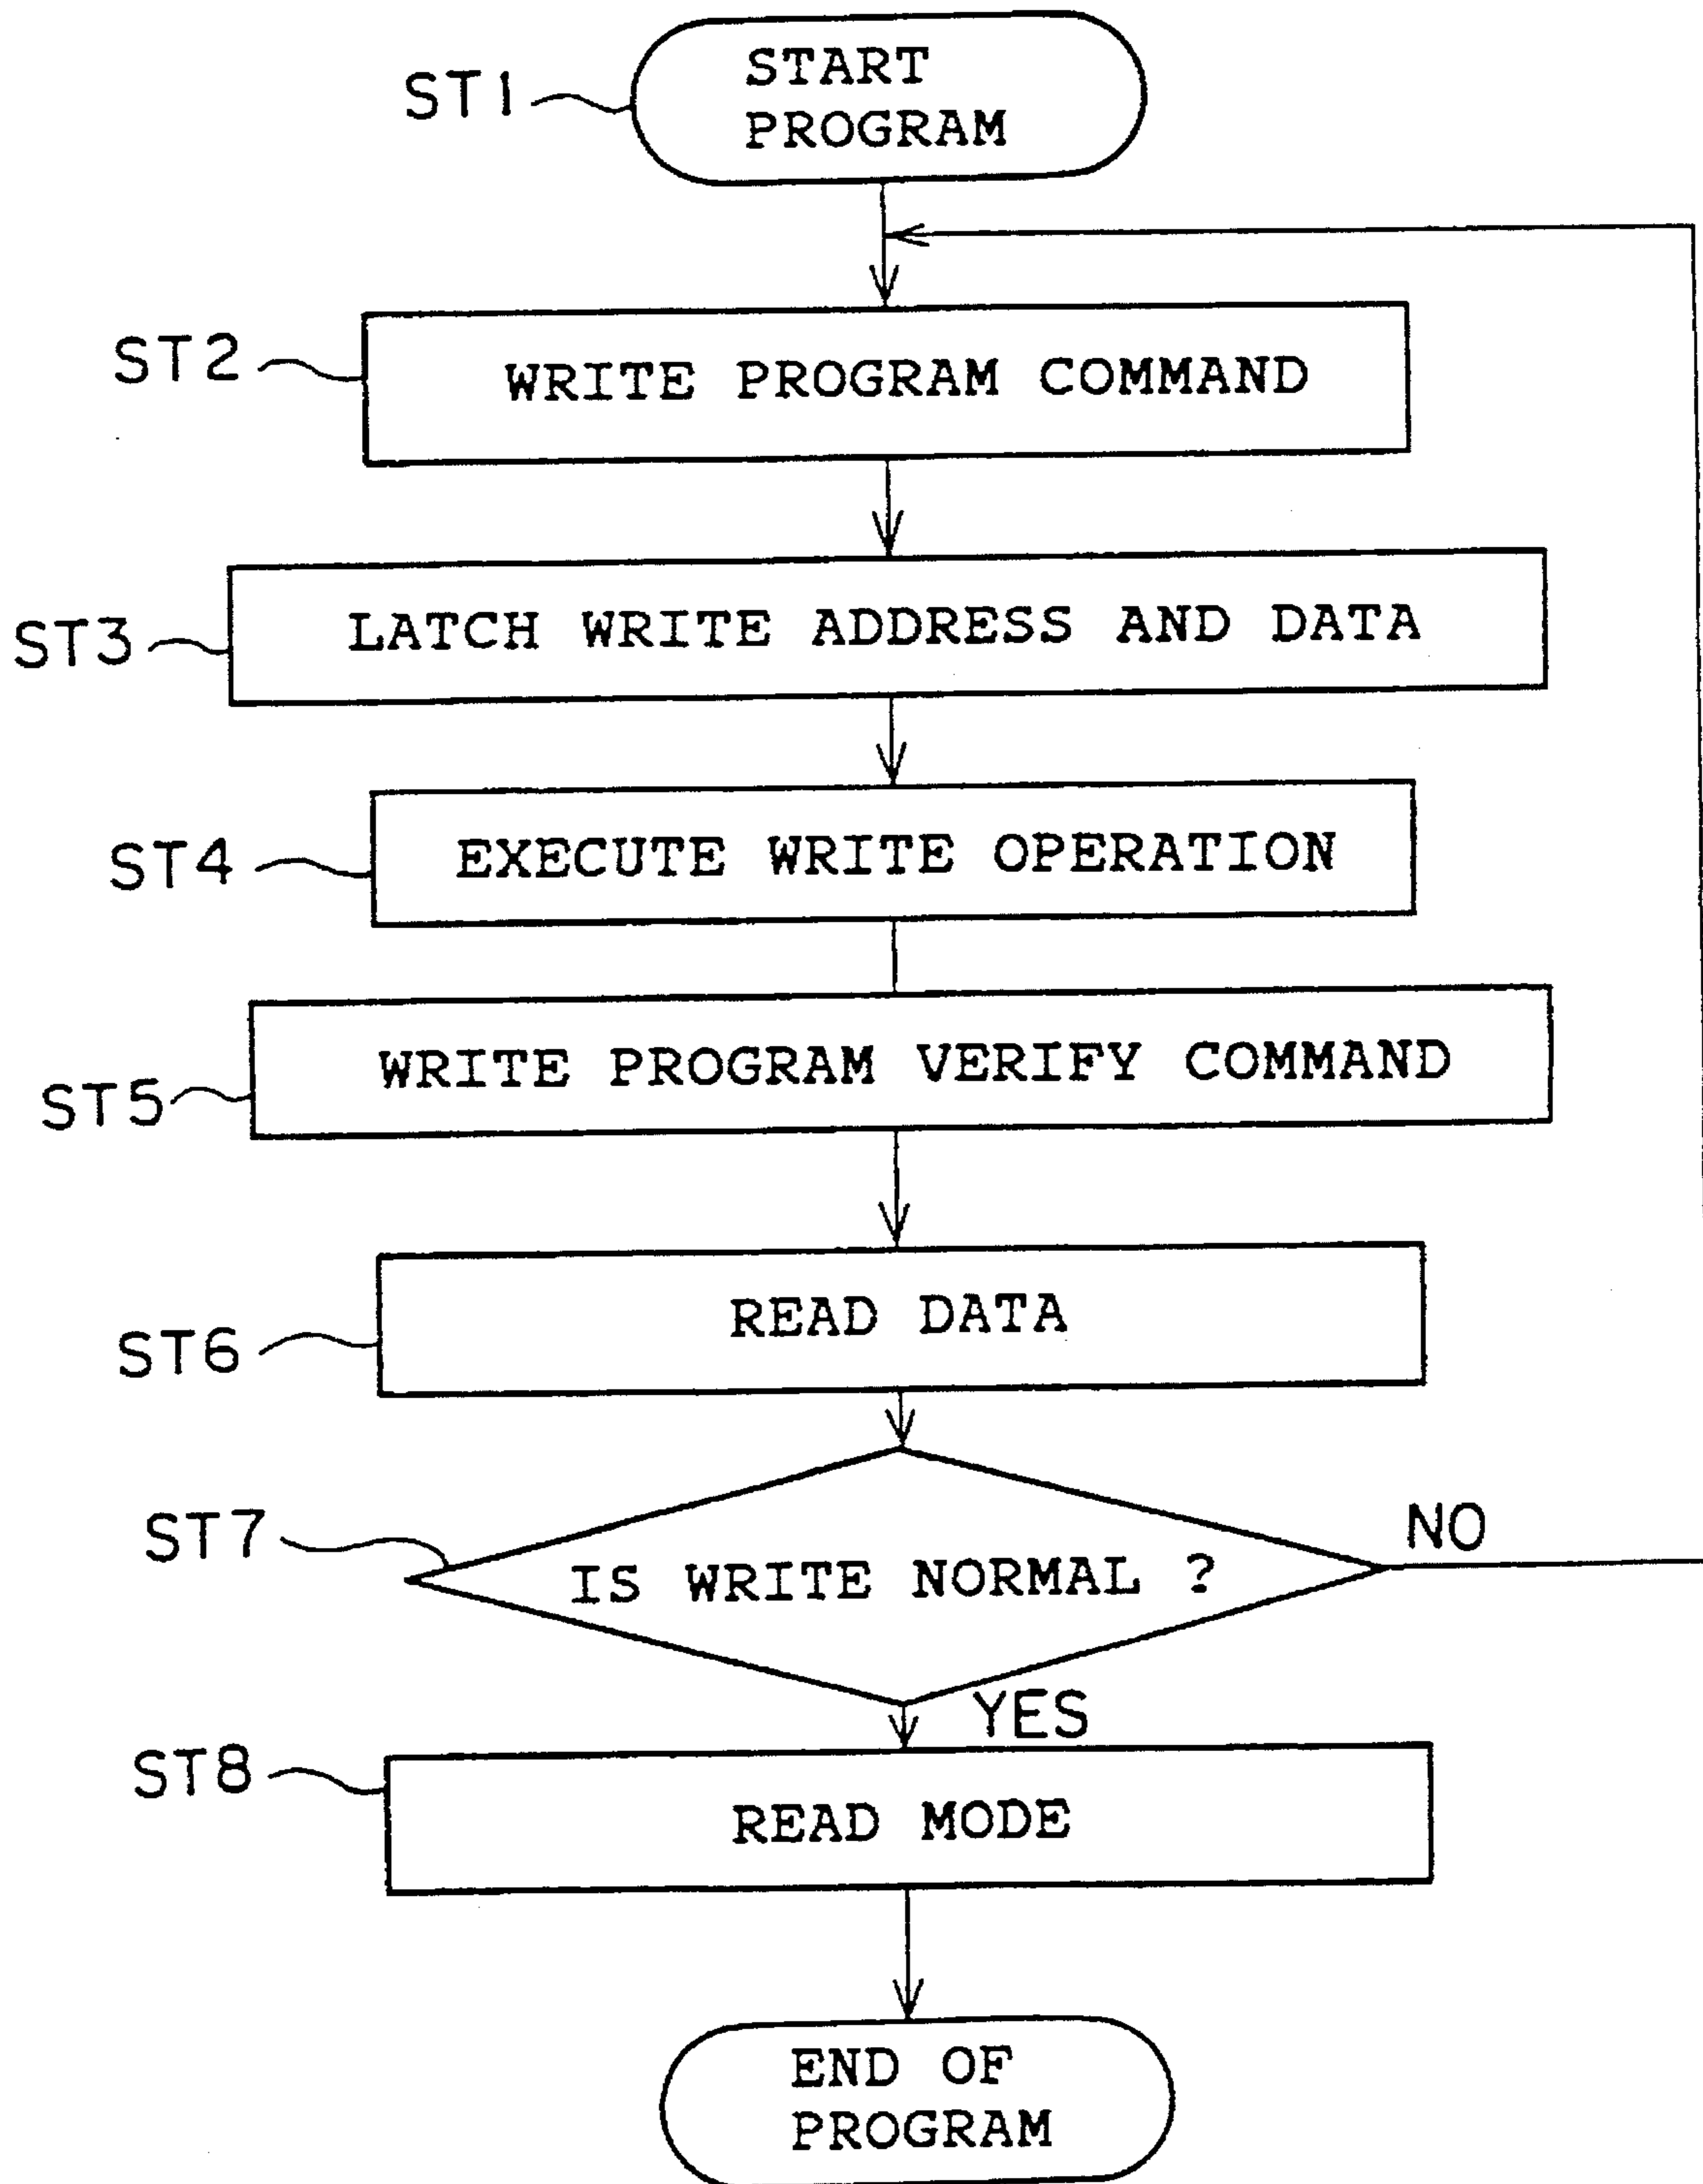 START
ST1
PROGRAM
ST2
WRITE PROGRAM COMMAND
ST3
LATCH WRITE ADDRESS AND DATA
ST4
EXECUTE WRITE OPERATION
WRITE PROGRAM VERIFY COMMAND
ST5
READ DATA
ST6
NO
ST7
IS WRITE NORMAL ?
YES
ST8
READ MODE
END OF
PROGRAM